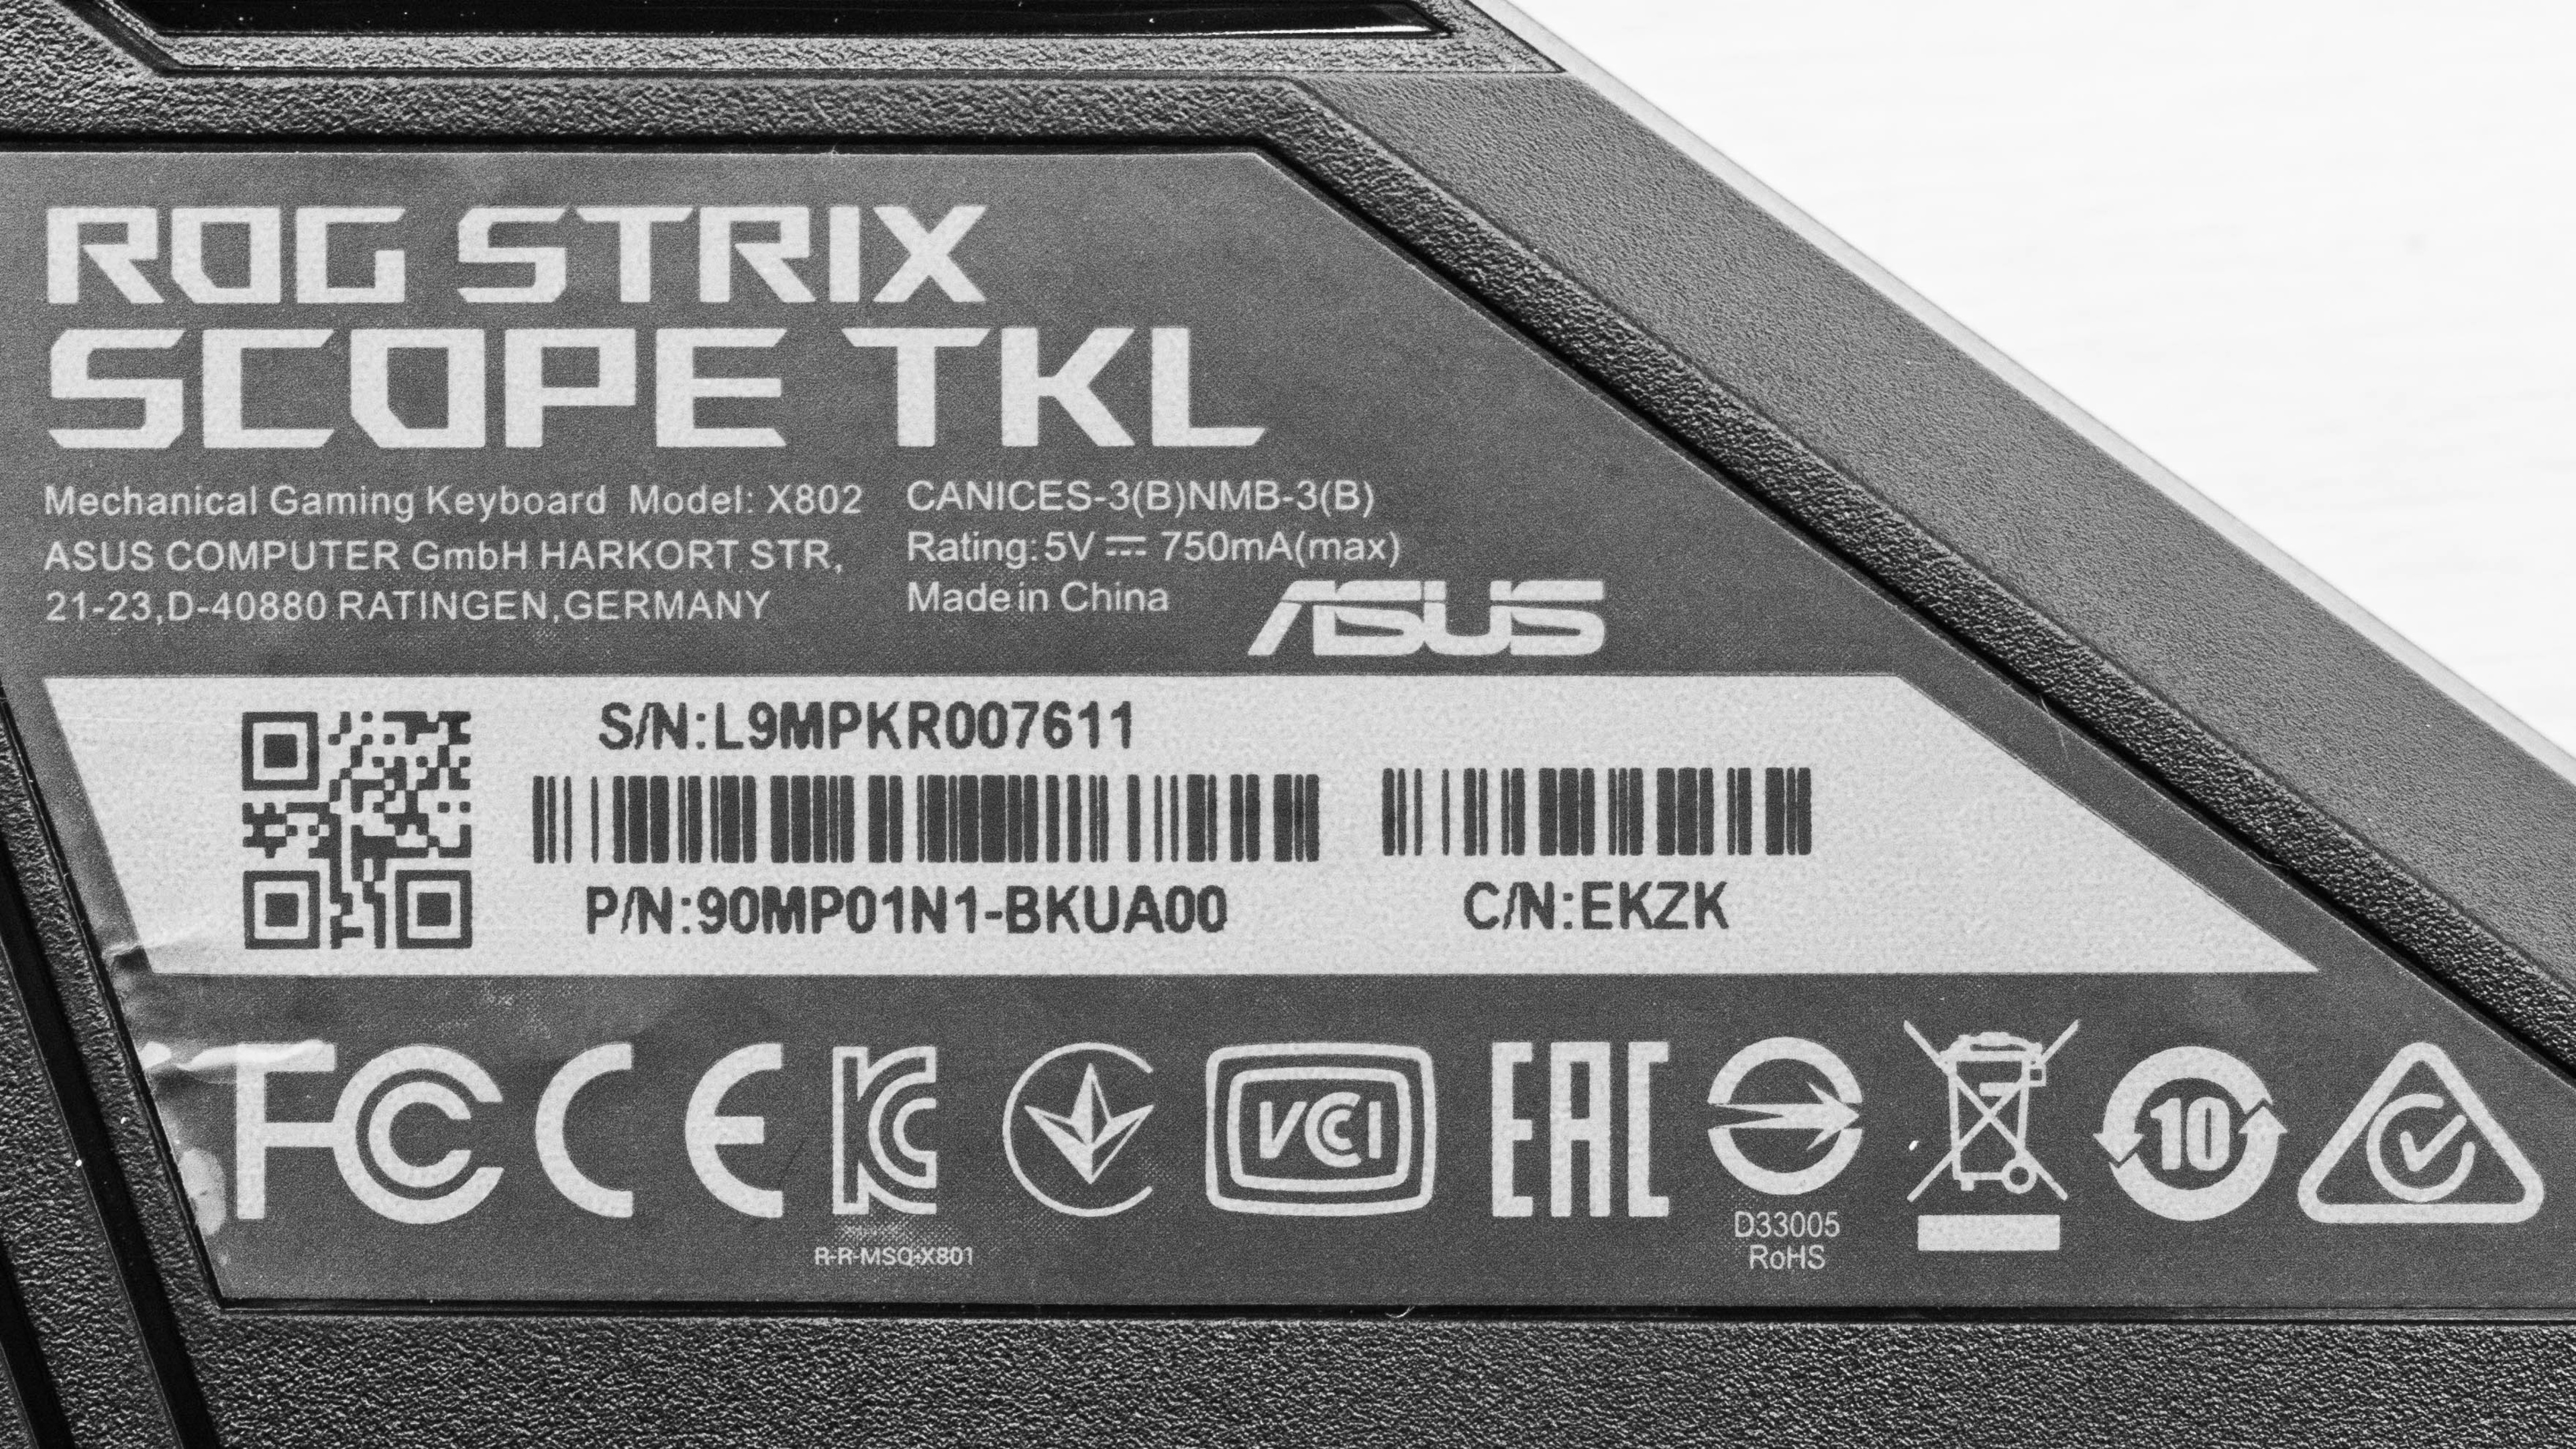 ROG STRIX
SCOPE TKL
Mechanical Gaming Keyboard Model: X802
ASUS COMPUTER GmbH HARKORT STR,
21-23,D-40880 RATINGEN,GERMANY
CANICES-3(B)NMB-3(B)
Rating: 5V ⎓ 750mA(max)
Made in China
ASUS
S/N:L9MPKR007611
P/N:90MP01N1-BKUA00
C/N:EKZK
FC CE KC VCCI EAC 10
R-R-MSQ-X801
D33005
RoHS